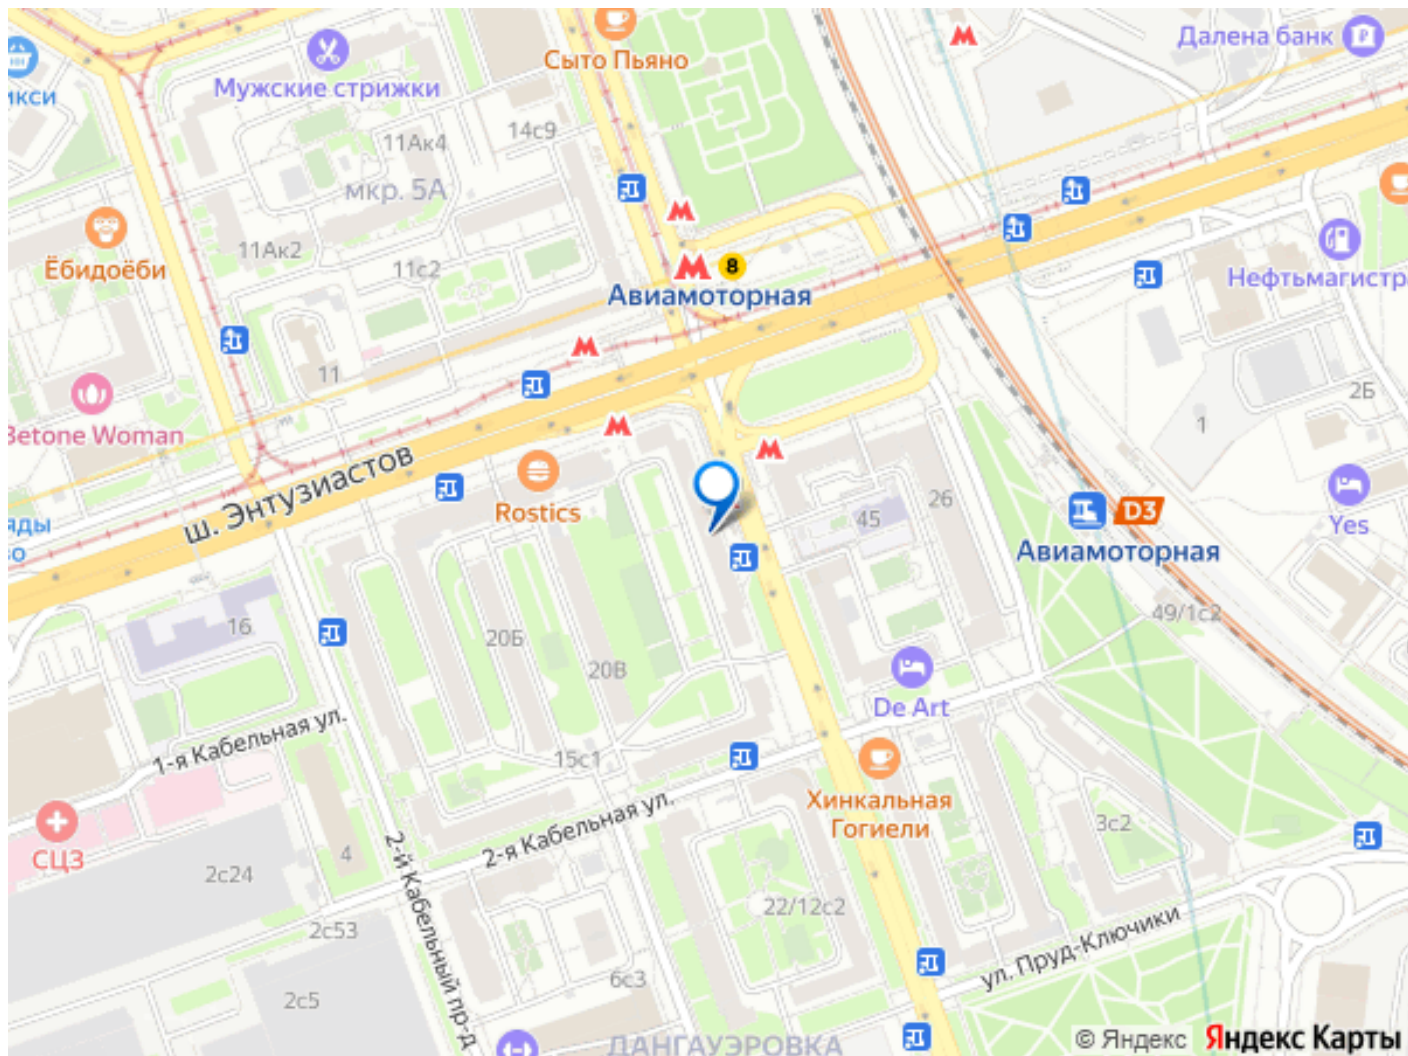 Далена банк
Сыто Пьяно
Мужские стрижки
икси
14с9
11Ак4
мкр. 5А
11Ак2
11с2
Ёбидоёби
8
Авиамоторная
Нефтьмагистр
11
2Б
1
Betone Woman
ш. Энтузиастов
Rostics
26
45
D3
Авиамоторная
Yes
яды
о
49/1с2
16
20Б
20В
De Art
1-я Кабельная ул.
15с1
Хинкальная
Гогиели
2-я Кабельная ул.
3с2
СЦЗ
4
2-й Кабельный пр-д
2с24
22/12с2
2с53
ул. Пруд-Ключики
6с3
2с5
ДАНГАУЭРОВКА
© Яндекс Яндекс Карты